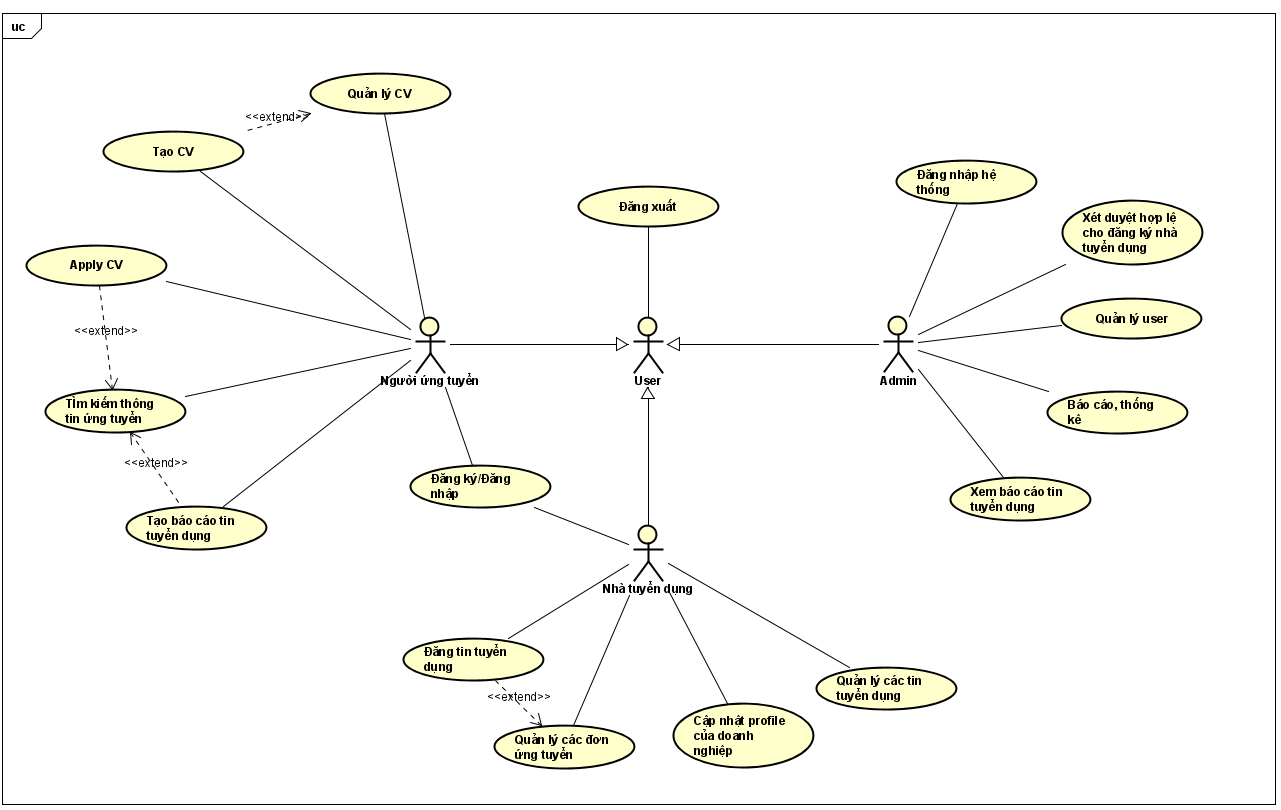 uc
Quản lý CV
<<extend>>
Tạo CV
Đăng nhập hệ
thống
Đăng xuất
Xét duyệt hợp lệ
cho đăng ký nhà
tuyển dụng
Apply CV
<<extend>>
Quản lý user
Người ứng tuyển
User
Admin
Tìm kiếm thông
tin ứng tuyển
Báo cáo, thống
kê
<<extend>>
Đăng ký/Đăng
nhập
Xem báo cáo tin
tuyển dụng
Tạo báo cáo tin
tuyển dụng
Nhà tuyển dụng
Đăng tin tuyển
dụng
<<extend>>
Quản lý các tin
tuyển dụng
Cập nhật profile
của doanh
nghiệp
Quản lý các đơn
ứng tuyển